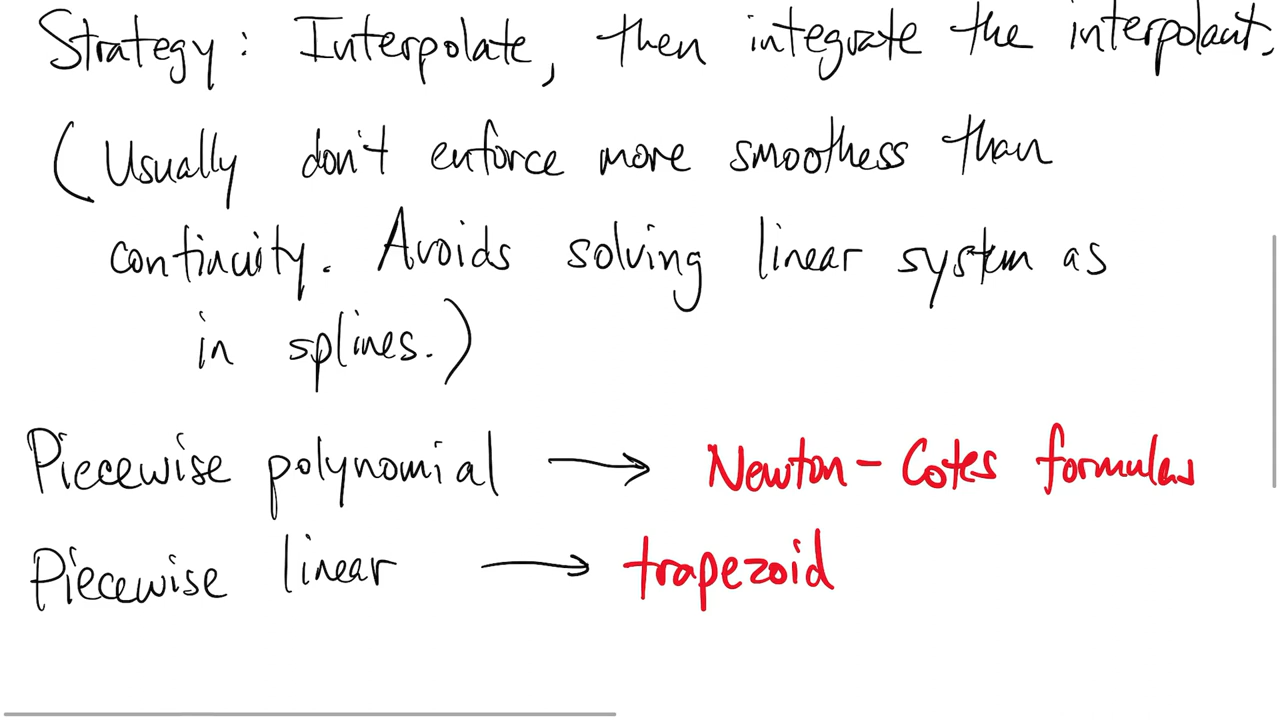 Strategy: Interpolate, then integrate the interpolant.
(Usually don't enforce more smoothess than
continuity. Avoids solving linear system as
in splines.)
Piecewise polynomial → Newton-Cotes formulas
Piecewise linear → trapezoid